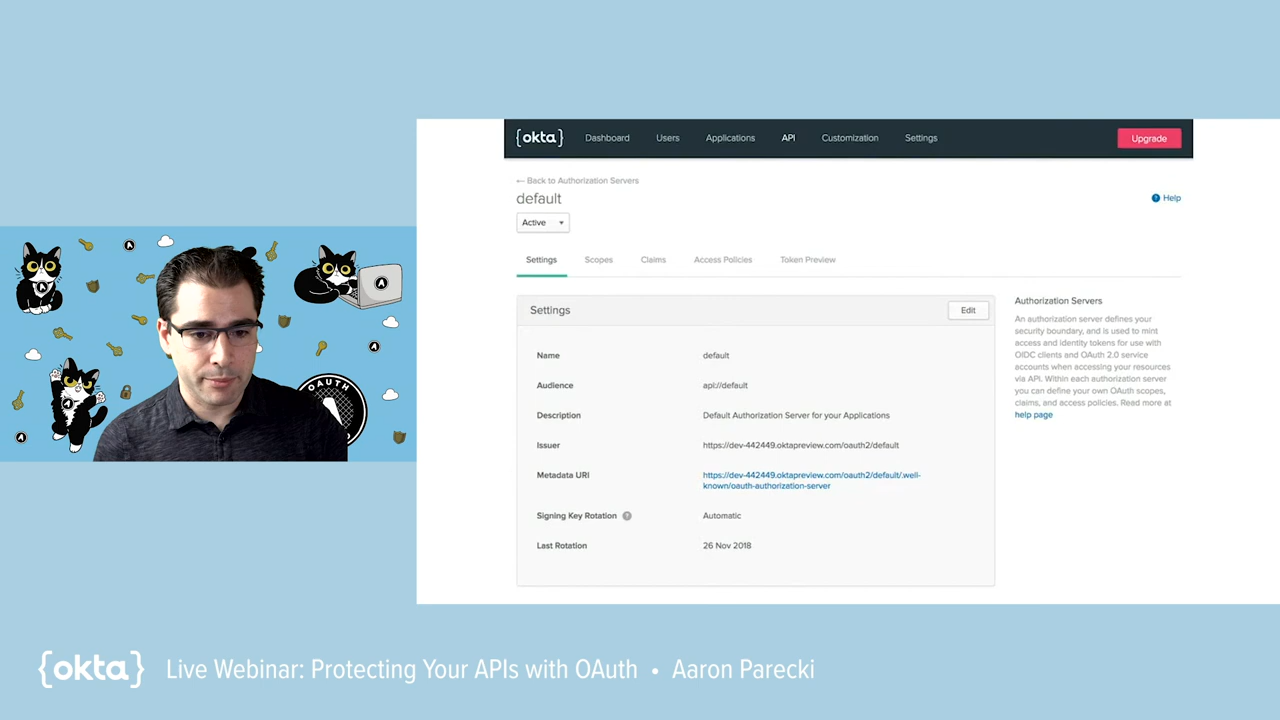 {okta} Dashboard Users Applications API Customization Settings Upgrade
← Back to Authorization Servers
default
? Help
Active
Settings Scopes Claims Access Policies Token Preview
Settings Edit
Name default
Audience api://default
Description Default Authorization Server for your Applications
Issuer https://dev-442449.oktapreview.com/oauth2/default
Metadata URI https://dev-442449.oktapreview.com/oauth2/default/.well-
known/oauth-authorization-server
Signing Key Rotation ? Automatic
Last Rotation 26 Nov 2018
Authorization Servers
An authorization server defines your
security boundary, and is used to mint
access and identity tokens for use with
OIDC clients and OAuth 2.0 service
accounts when accessing your resources
via API. Within each authorization server
you can define your own OAuth scopes,
claims, and access policies. Read more at
help page
OAUTH
{okta} Live Webinar: Protecting Your APIs with OAuth • Aaron Parecki